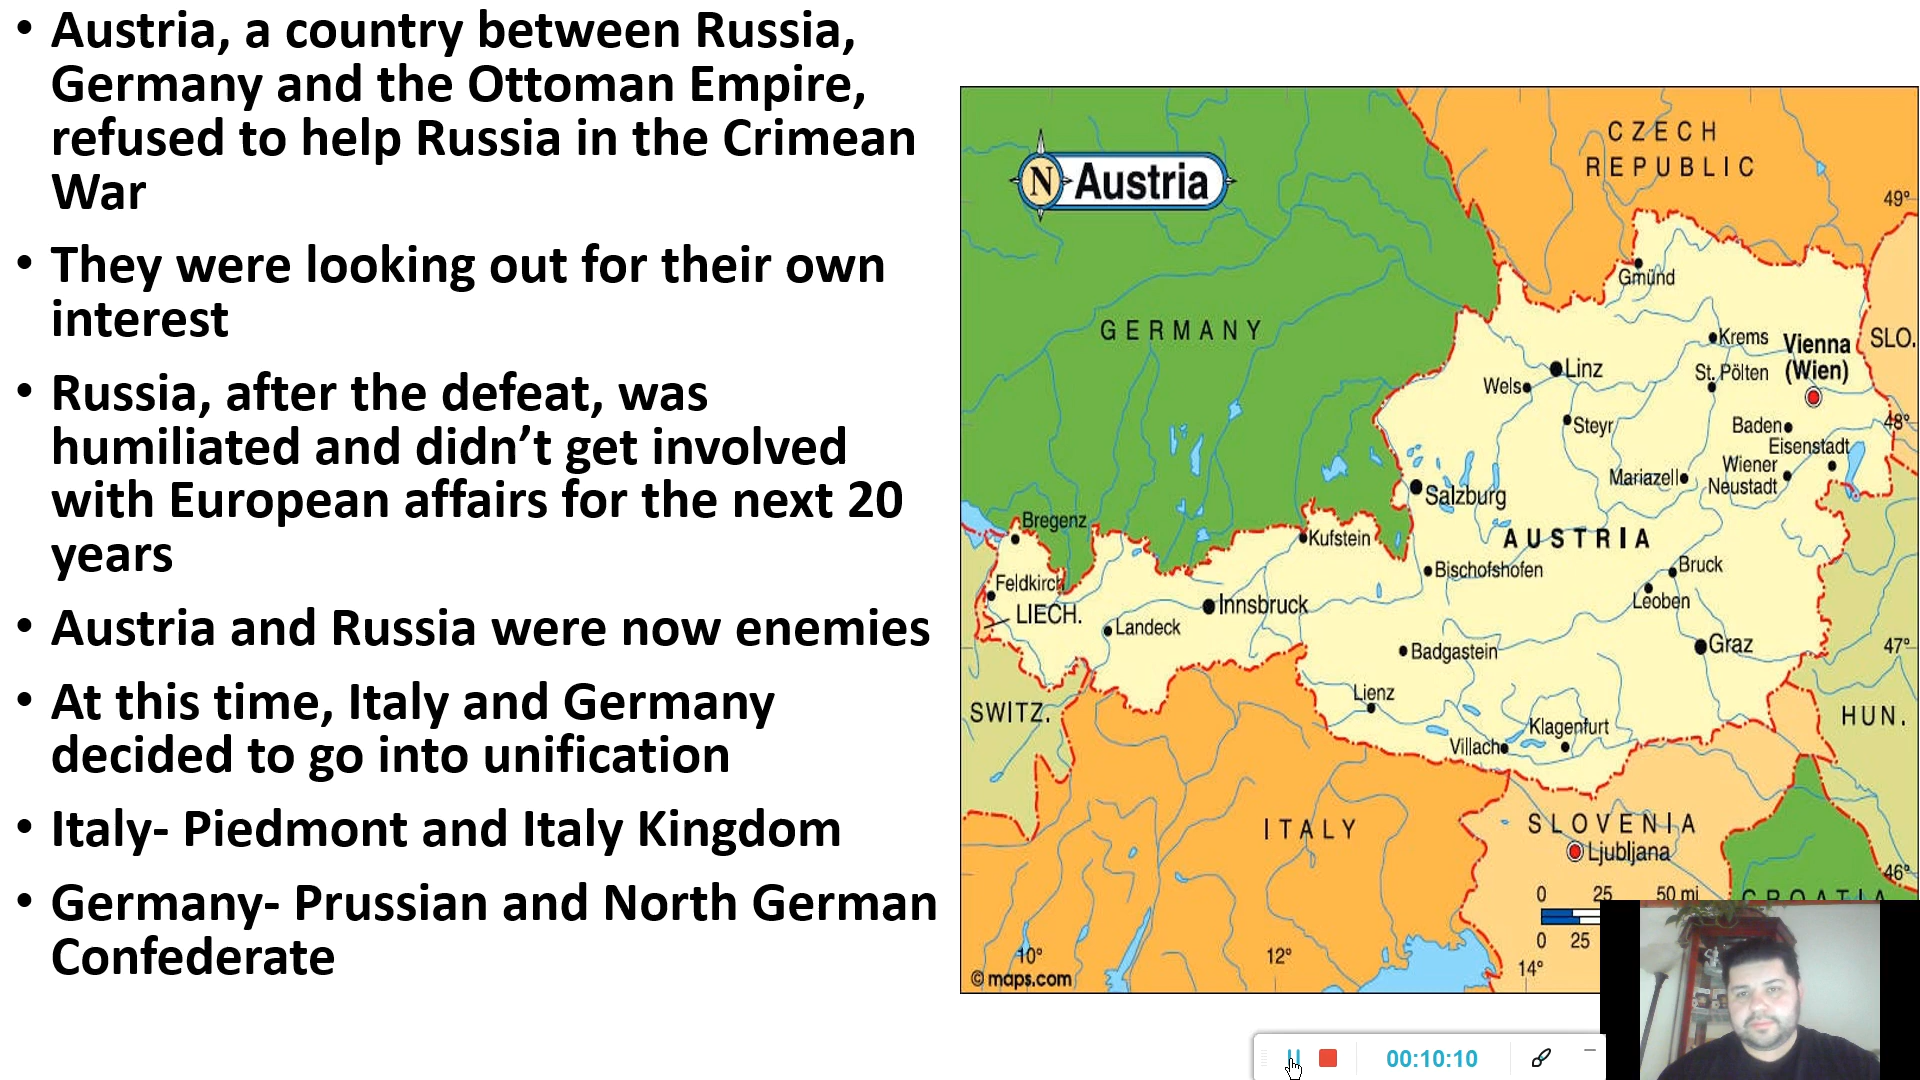 • Austria, a country between Russia,
Germany and the Ottoman Empire,
refused to help Russia in the Crimean
War
• They were looking out for their own
interest
• Russia, after the defeat, was
humiliated and didn’t get involved
with European affairs for the next 20
years
• Austria and Russia were now enemies
• At this time, Italy and Germany
decided to go into unification
• Italy- Piedmont and Italy Kingdom
• Germany- Prussian and North German
Confederate
N Austria
CZECH
REPUBLIC
49°
Gmünd
GERMANY
Krems
Vienna
(Wien)
SLO.
Linz
Wels
St. Pölten
Steyr
Baden
48°
Eisenstadt
Mariazell
Wiener
Neustadt
Salzburg
Bregenz
Kufstein
AUSTRIA
Bischofshofen
Bruck
Feldkirch
Leoben
LIECH.
Innsbruck
Landeck
Badgastein
Graz
47°
Lienz
SWITZ.
HUN.
Klagenfurt
Villach
ITALY
SLOVENIA
Ljubljana
46°
0 25 50 mi
CROATIA
0 25
10°
12°
14°
© maps.com
00:10:10